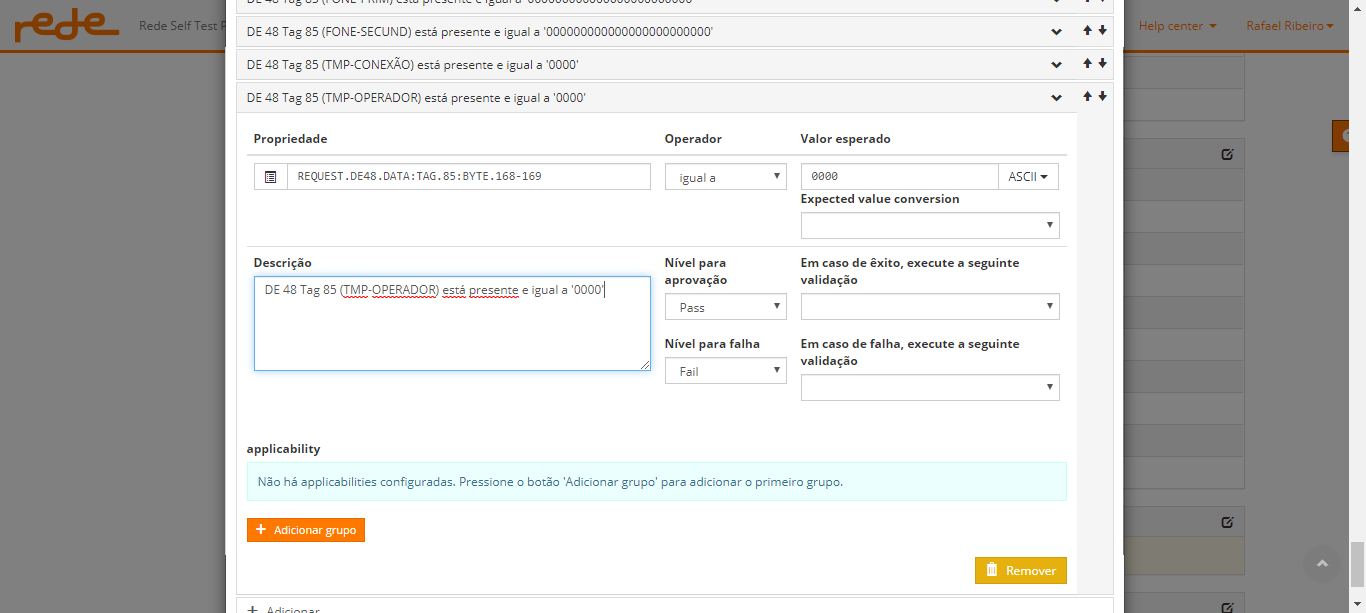 DE 48 Tag 85 (FONE-PRIM) está presente e igual a '000000000000000000000000'
rede
Rede Self Test
Help center
Rafael Ribeiro
DE 48 Tag 85 (FONE-SECUND) está presente e igual a '000000000000000000000000'
DE 48 Tag 85 (TMP-CONEXÃO) está presente e igual a '0000'
DE 48 Tag 85 (TMP-OPERADOR) está presente e igual a '0000'
Propriedade Operador Valor esperado
REQUEST.DE48.DATA:TAG.85:BYTE.168-169 igual a 0000 ASCII
Expected value conversion
Descrição
DE 48 Tag 85 (TMP-OPERADOR) está presente e igual a '0000'
Nível para
aprovação
Pass
Em caso de êxito, execute a seguinte
validação
Nível para falha
Fail
Em caso de falha, execute a seguinte
validação
applicability
Não há applicabilities configuradas. Pressione o botão 'Adicionar grupo' para adicionar o primeiro grupo.
+ Adicionar grupo
Remover
+ Adicionar